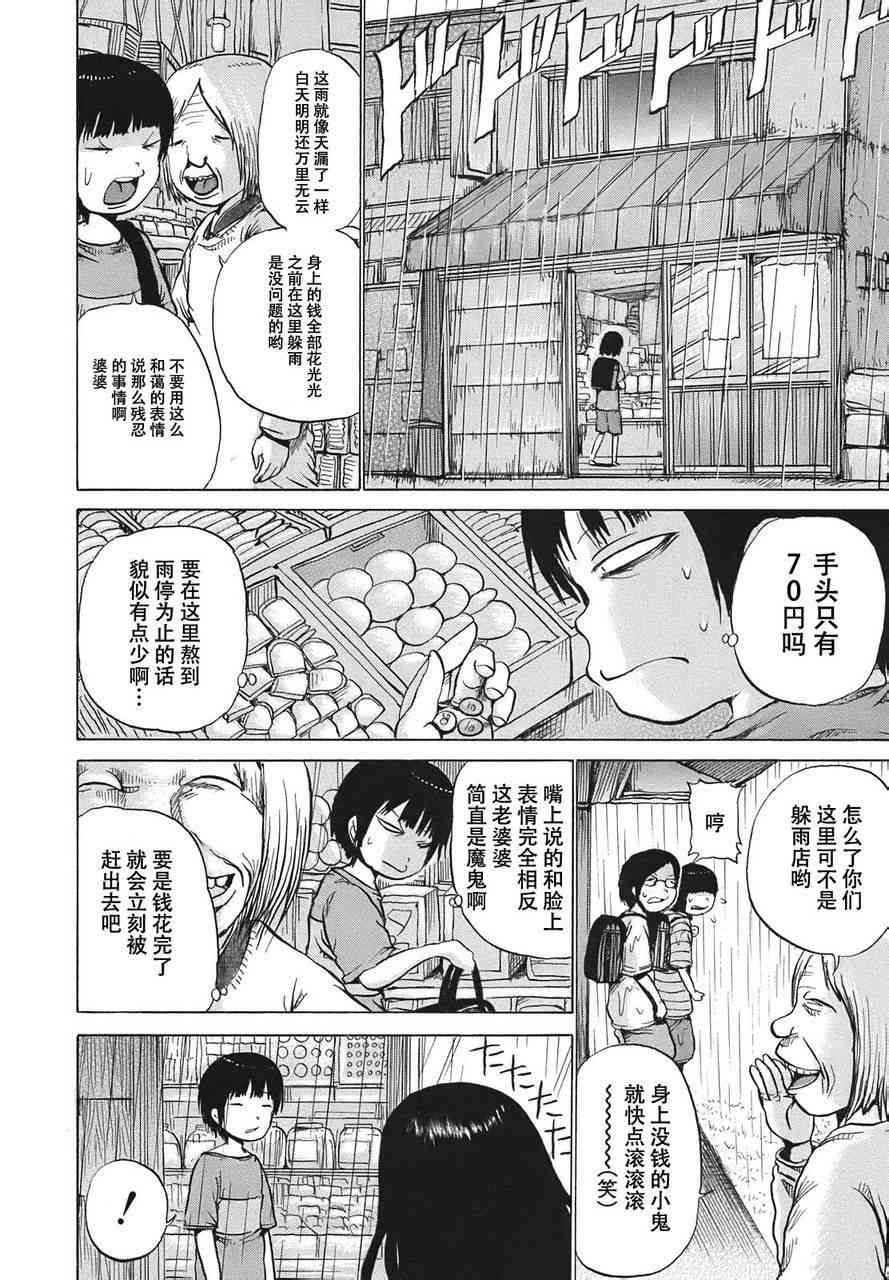 ドドドドド
这雨就像天漏了一样
白天明明还万里无云
身上的钱全部花光光
之前在这里躲雨
是没问题的哟
不要用这么
和蔼的表情
说那么残忍
的事情啊
婆婆
手头只有
70円吗
要在这里熬到
雨停为止的话
貌似有点少啊…
怎么了你们
这里可不是
躲雨店哟
哼
身上没钱的小鬼
就快点滚滚滚
~~~~~(笑)
嘴上说的和脸上
表情完全相反
这老婆婆
简直是魔鬼啊
要是钱花完了
就会立刻被
赶出去吧
たたたた
！